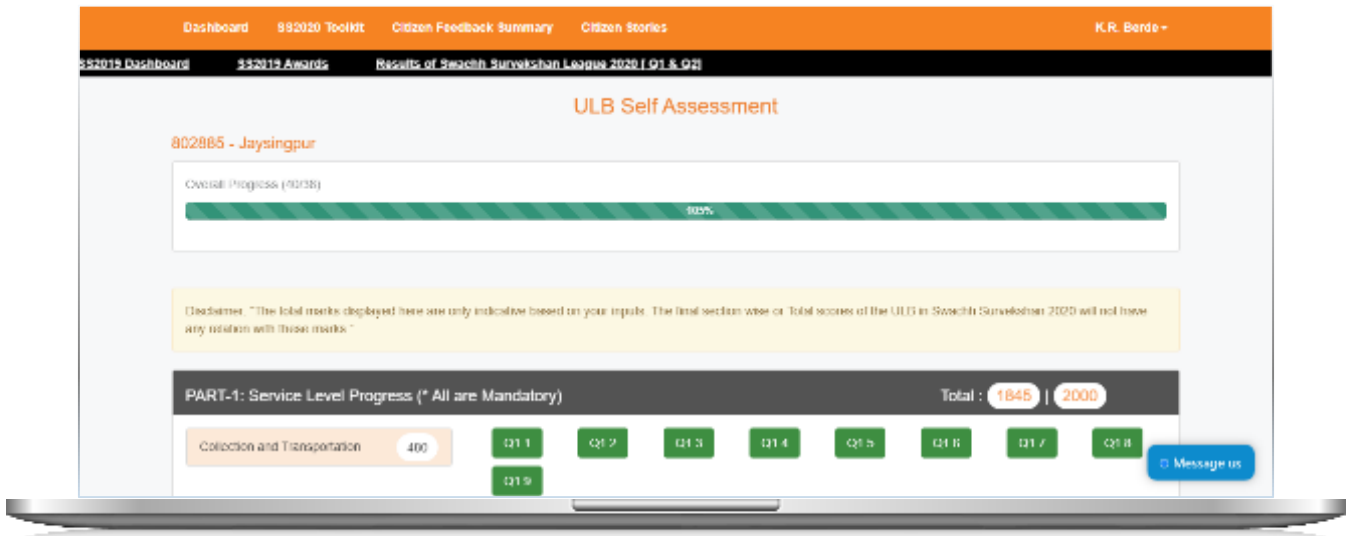 Dashboard SS2020 Toolkit Citizen Feedback Summary Citizen Stories K.R. Berde
SS2019 Dashboard SS2019 Awards Results of Swachh Survekshan League 2020 [ Q1 & Q2]
ULB Self Assessment
802885 - Jaysingpur
Overall Progress (40/38)
105%
Disclaimer: "The total marks displayed here are only indicative based on your inputs. The final section wise or Total scores of the ULB in Swachh Survekshan 2020 will not have
any relation with these marks."
PART-1: Service Level Progress (* All are Mandatory) Total : 1845 | 2000
Collection and Transportation 400 Q1 1 Q1 2 Q1 3 Q1 4 Q1 5 Q1 6 Q1 7 Q1 8
Q1 9
Message us